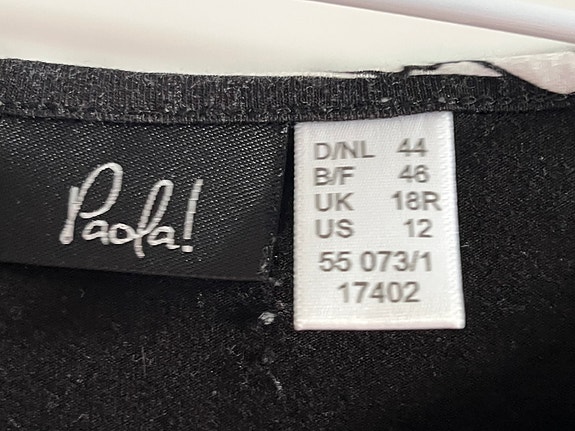 Paola!
D/NL 44
B/F 46
UK 18R
US 12
55 073/1
17402